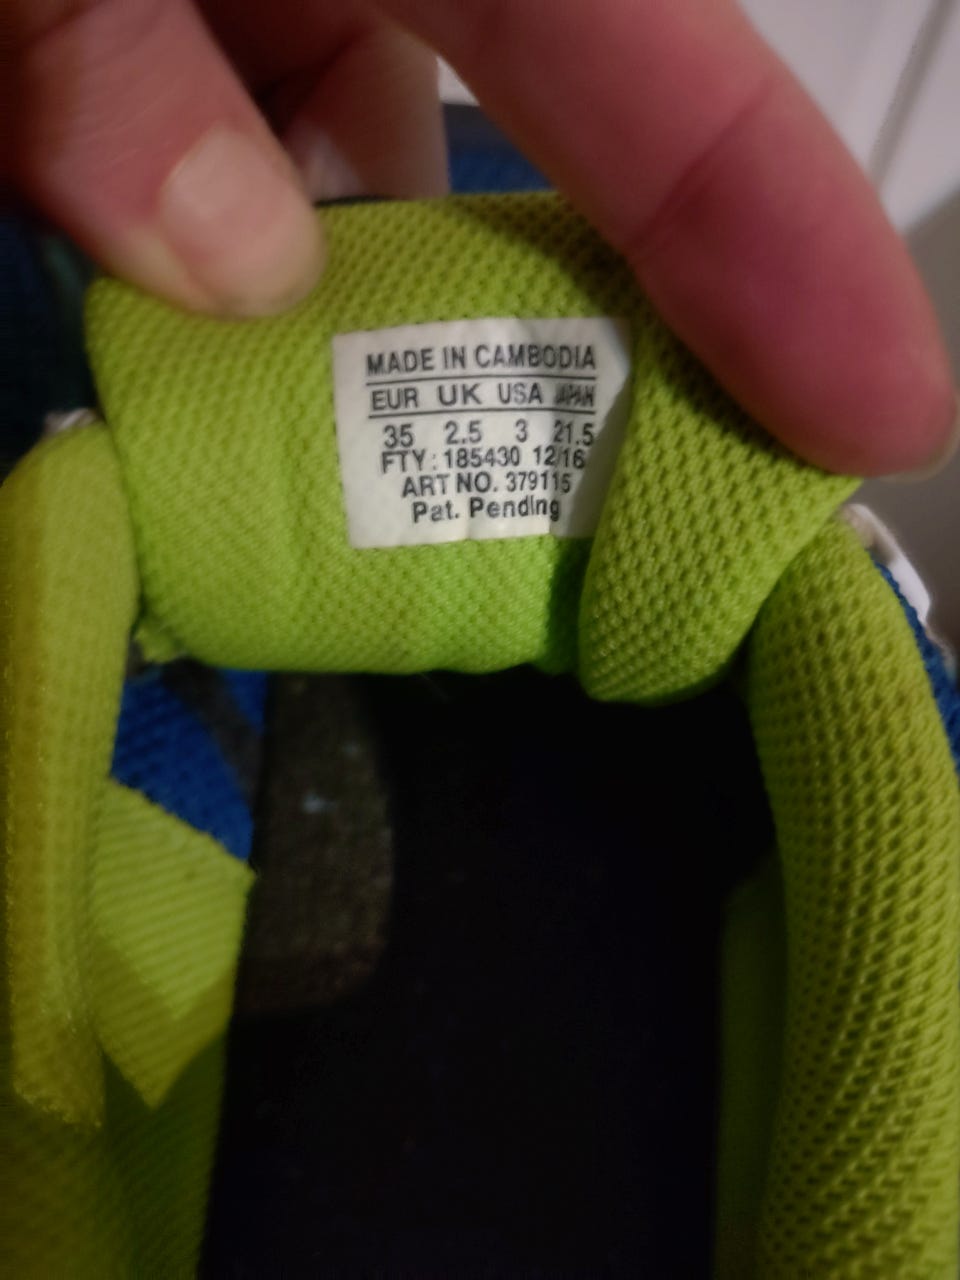 MADE IN CAMBODIA
EUR UK USA JAPAN
35 2.5 3 21.5
FTY: 185430 12/16
ART NO. 379115
Pat. Pending